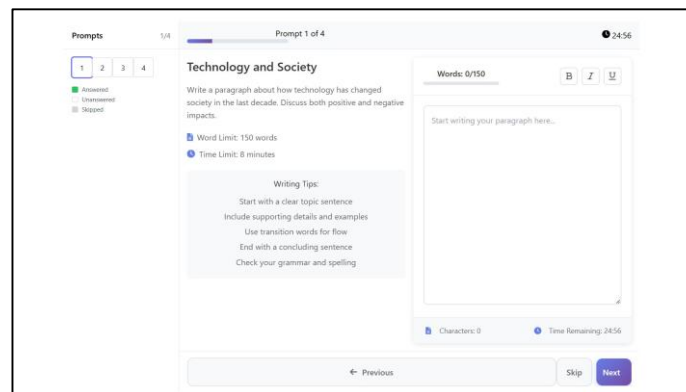 Prompts 1/4
1 2 3 4
Answered
Unanswered
Skipped
Prompt 1 of 4
24:56
Technology and Society
Write a paragraph about how technology has changed
society in the last decade. Discuss both positive and negative
impacts.
Word Limit: 150 words
Time Limit: 8 minutes
Writing Tips:
Start with a clear topic sentence
Include supporting details and examples
Use transition words for flow
End with a concluding sentence
Check your grammar and spelling
Words: 0/150
B I U
Start writing your paragraph here...
Characters: 0
Time Remaining: 24:56
← Previous
Skip
Next